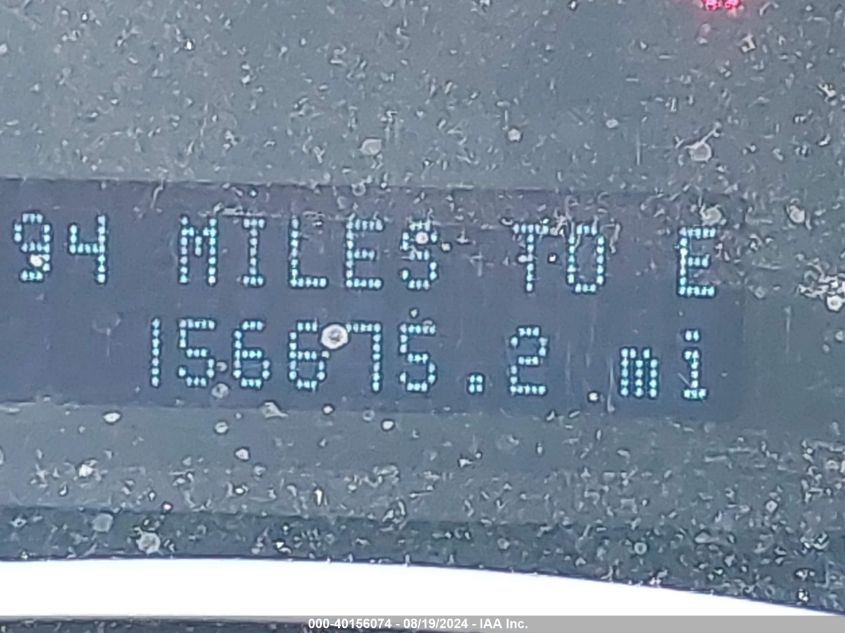 94 MILES TO E
156675.2 mi
000-40156074 - 08/19/2024 - IAA Inc.